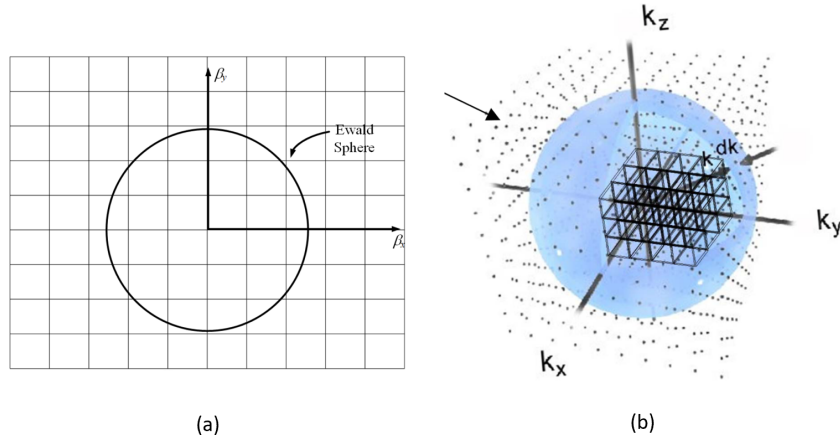 βy
Ewald
Sphere
βx
(a)
kz
k dk
ky
kx
(b)